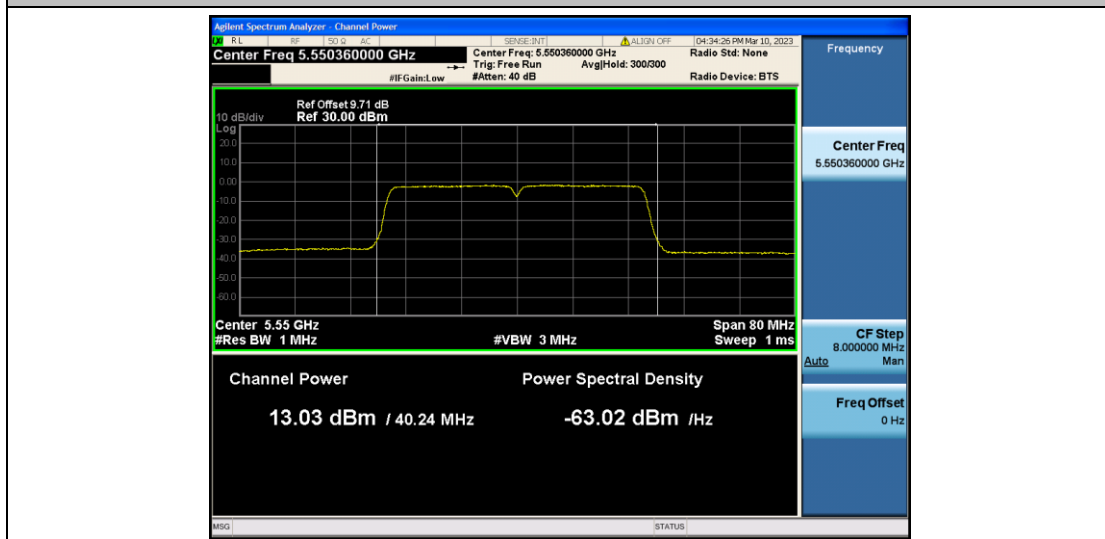 Agilent Spectrum Analyzer - Channel Power
RL RF 50 Ω AC SENSE:INT ALIGN OFF 04:34:26 PM Mar 10, 2023
Center Freq 5.550360000 GHz
Center Freq: 5.550360000 GHz
Radio Std: None
Trig: Free Run Avg|Hold: 300/300
#IFGain:Low
#Atten: 40 dB
Radio Device: BTS
Ref Offset 9.71 dB
10 dB/div Ref 30.00 dBm
Log
20.0
10.0
0.00
-10.0
-20.0
-30.0
-40.0
-50.0
-60.0
Center 5.55 GHz
Span 80 MHz
#Res BW 1 MHz
#VBW 3 MHz
Sweep 1 ms
Channel Power
Power Spectral Density
13.03 dBm / 40.24 MHz
-63.02 dBm /Hz
Frequency
Center Freq
5.550360000 GHz
CF Step
8.000000 MHz
Auto Man
Freq Offset
0 Hz
MSG
STATUS